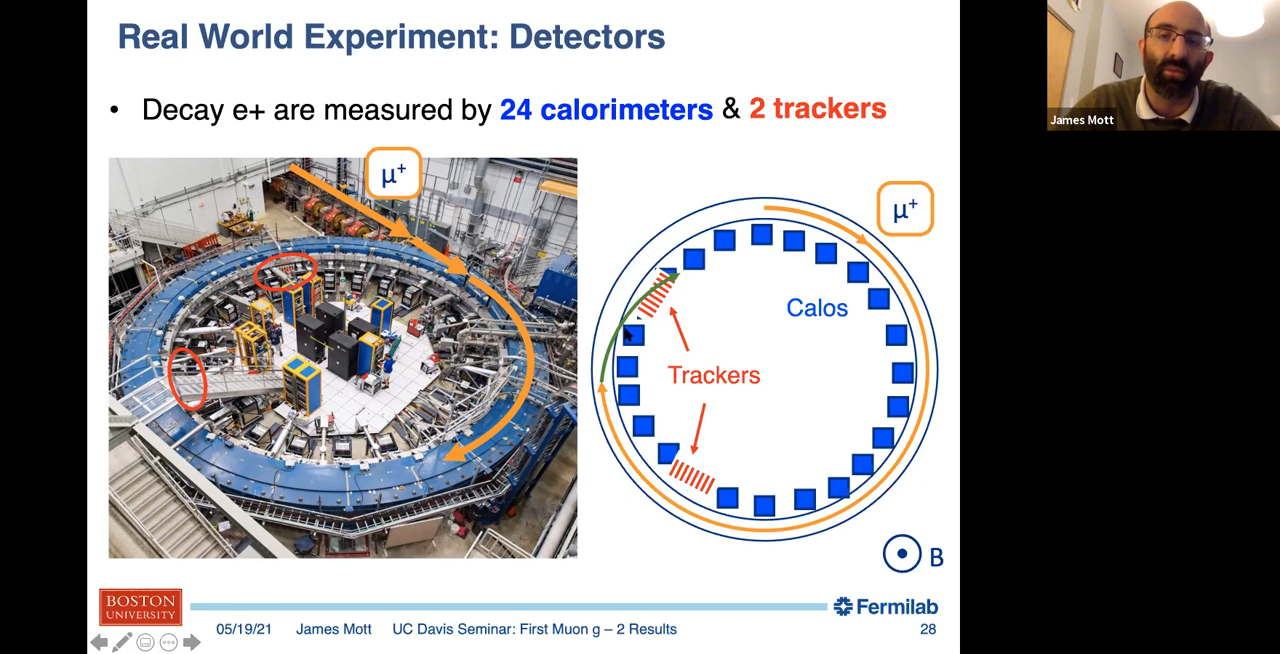 Real World Experiment: Detectors
• Decay e+ are measured by 24 calorimeters & 2 trackers
James Mott
μ+
μ+
Calos
Trackers
B
BOSTON
UNIVERSITY
Fermilab
05/19/21 James Mott UC Davis Seminar: First Muon g – 2 Results 28